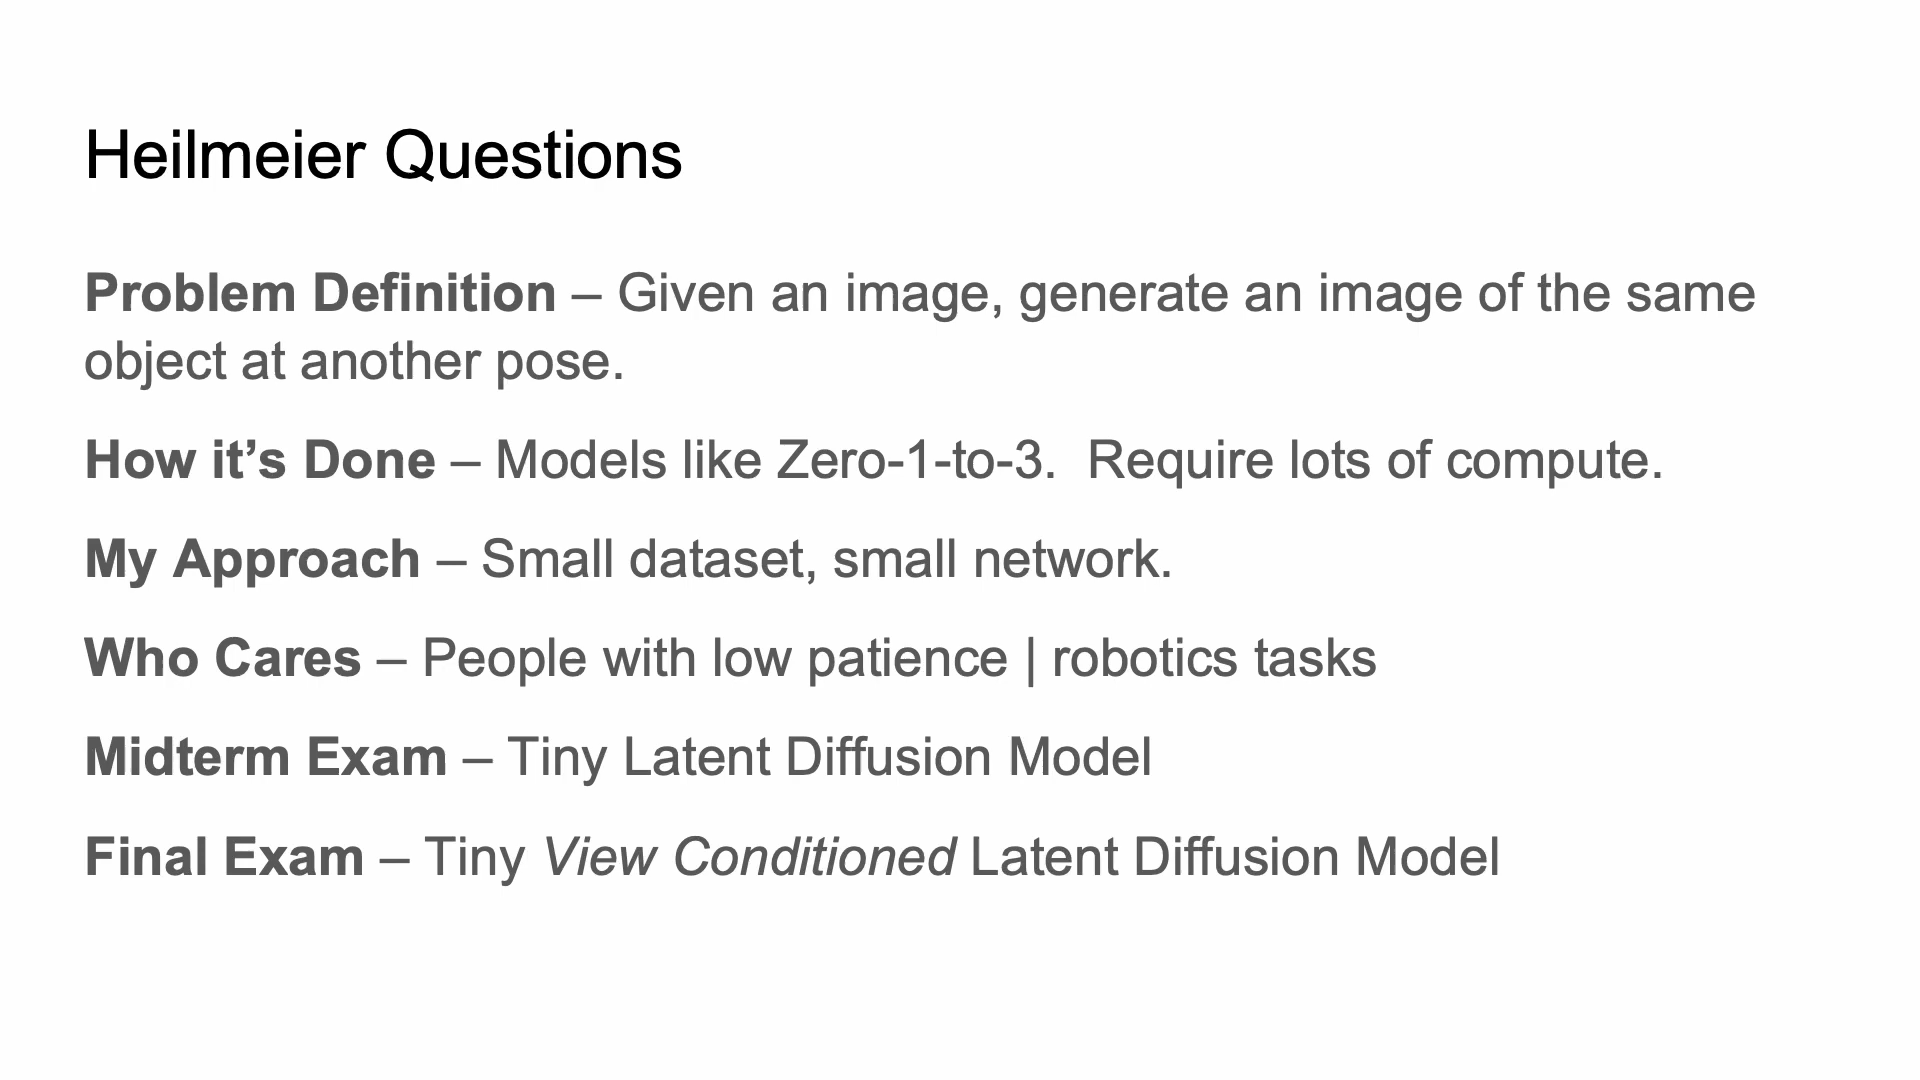 Heilmeier Questions
Problem Definition – Given an image, generate an image of the same
object at another pose.
How it’s Done – Models like Zero-1-to-3.  Require lots of compute.
My Approach – Small dataset, small network.
Who Cares – People with low patience | robotics tasks
Midterm Exam – Tiny Latent Diffusion Model
Final Exam – Tiny View Conditioned Latent Diffusion Model